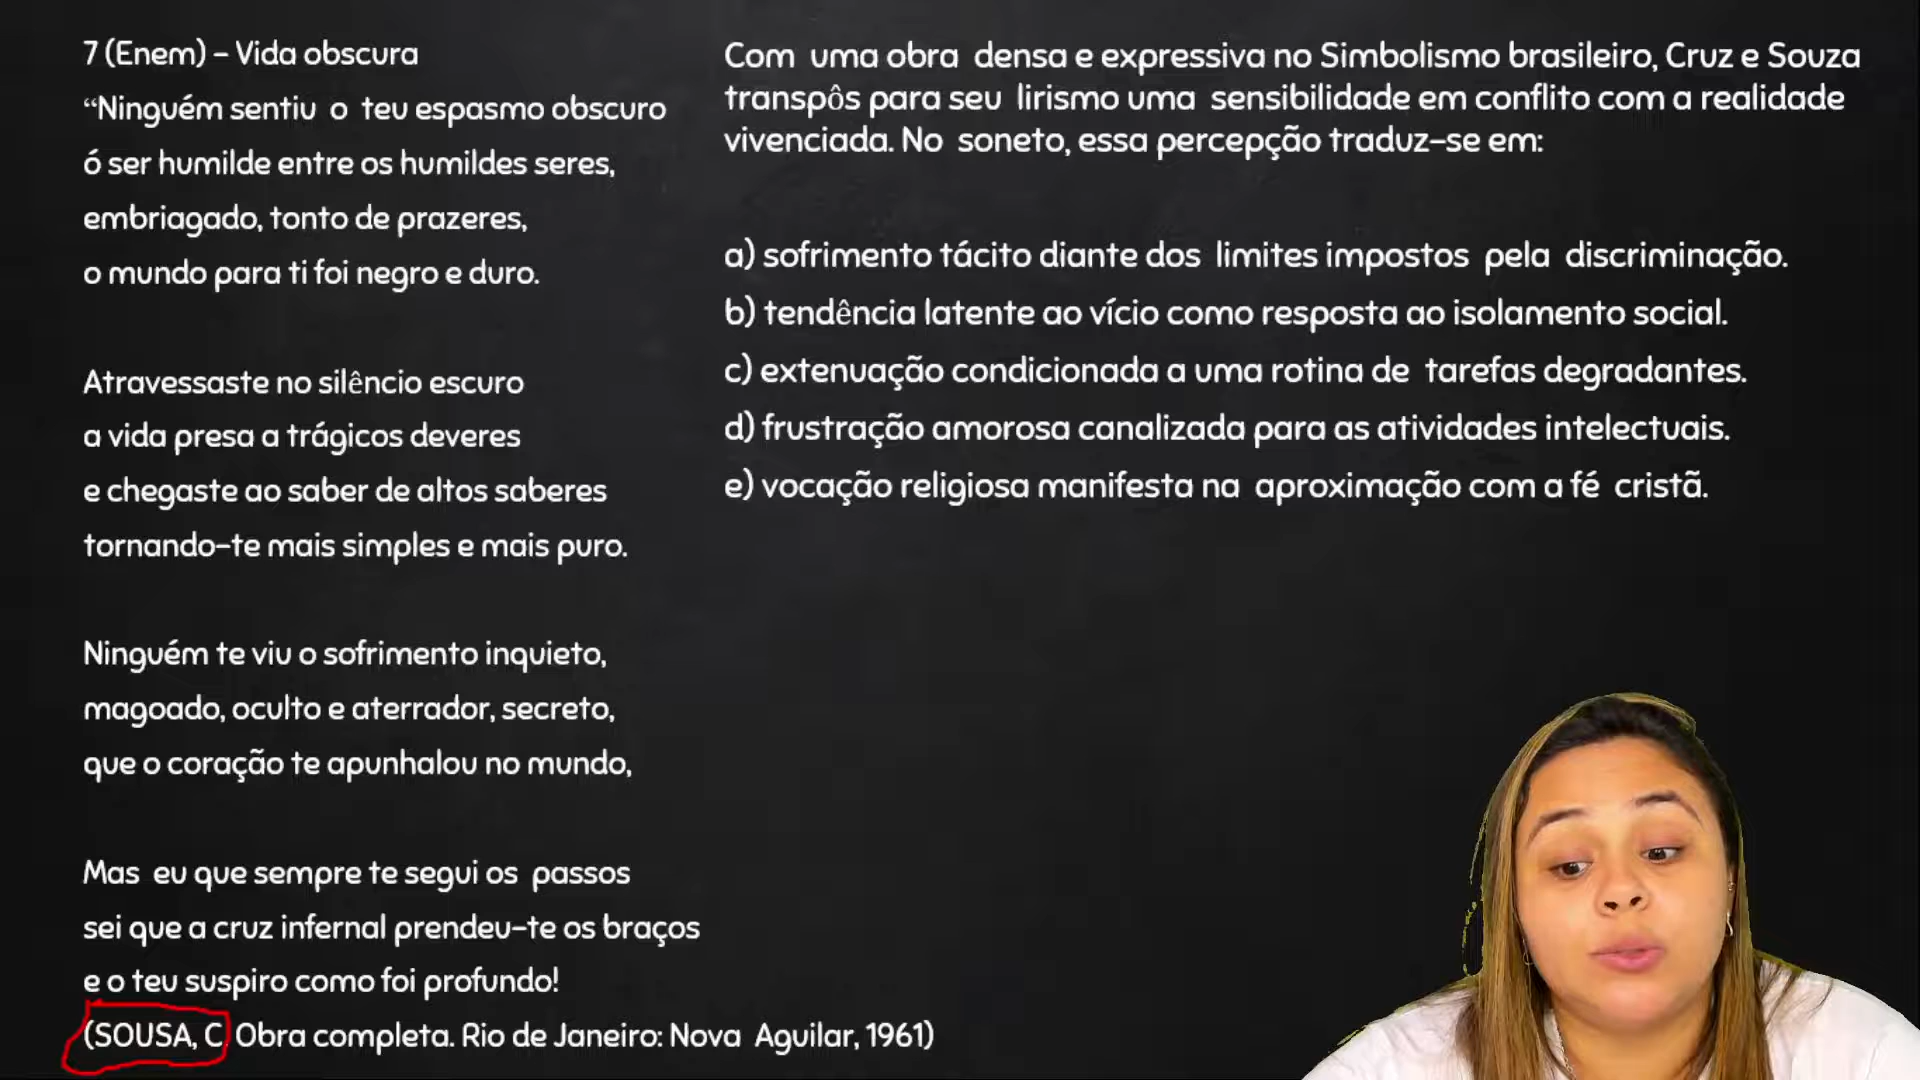 7 (Enem) – Vida obscura
“Ninguém sentiu o teu espasmo obscuro
ó ser humilde entre os humildes seres,
embriagado, tonto de prazeres,
o mundo para ti foi negro e duro.
Atravessaste no silêncio escuro
a vida presa a trágicos deveres
e chegaste ao saber de altos saberes
tornando-te mais simples e mais puro.
Ninguém te viu o sofrimento inquieto,
magoado, oculto e aterrador, secreto,
que o coração te apunhalou no mundo,
Mas eu que sempre te segui os passos
sei que a cruz infernal prendeu-te os braços
e o teu suspiro como foi profundo!
(SOUSA, C. Obra completa. Rio de Janeiro: Nova Aguilar, 1961)
Com uma obra densa e expressiva no Simbolismo brasileiro, Cruz e Souza
transpôs para seu lirismo uma sensibilidade em conflito com a realidade
vivenciada. No soneto, essa percepção traduz-se em:
a) sofrimento tácito diante dos limites impostos pela discriminação.
b) tendência latente ao vício como resposta ao isolamento social.
c) extenuação condicionada a uma rotina de tarefas degradantes.
d) frustração amorosa canalizada para as atividades intelectuais.
e) vocação religiosa manifesta na aproximação com a fé cristã.